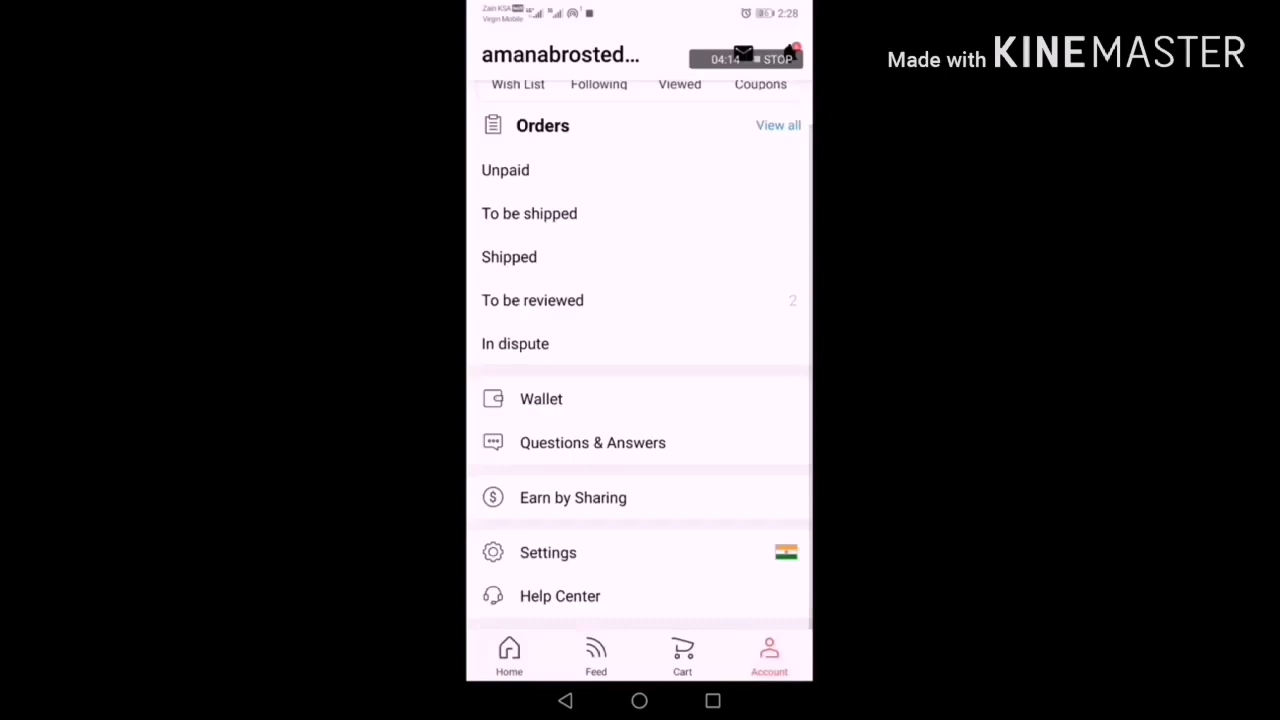 Zain KSA
Virgin Mobile
2:28
amanabrosted...
04:14 STOP
Wish List Following Viewed Coupons
Orders View all
Unpaid
To be shipped
Shipped
To be reviewed 2
In dispute
Wallet
Questions & Answers
Earn by Sharing
Settings
Help Center
Home Feed Cart Account
Made with KINEMASTER